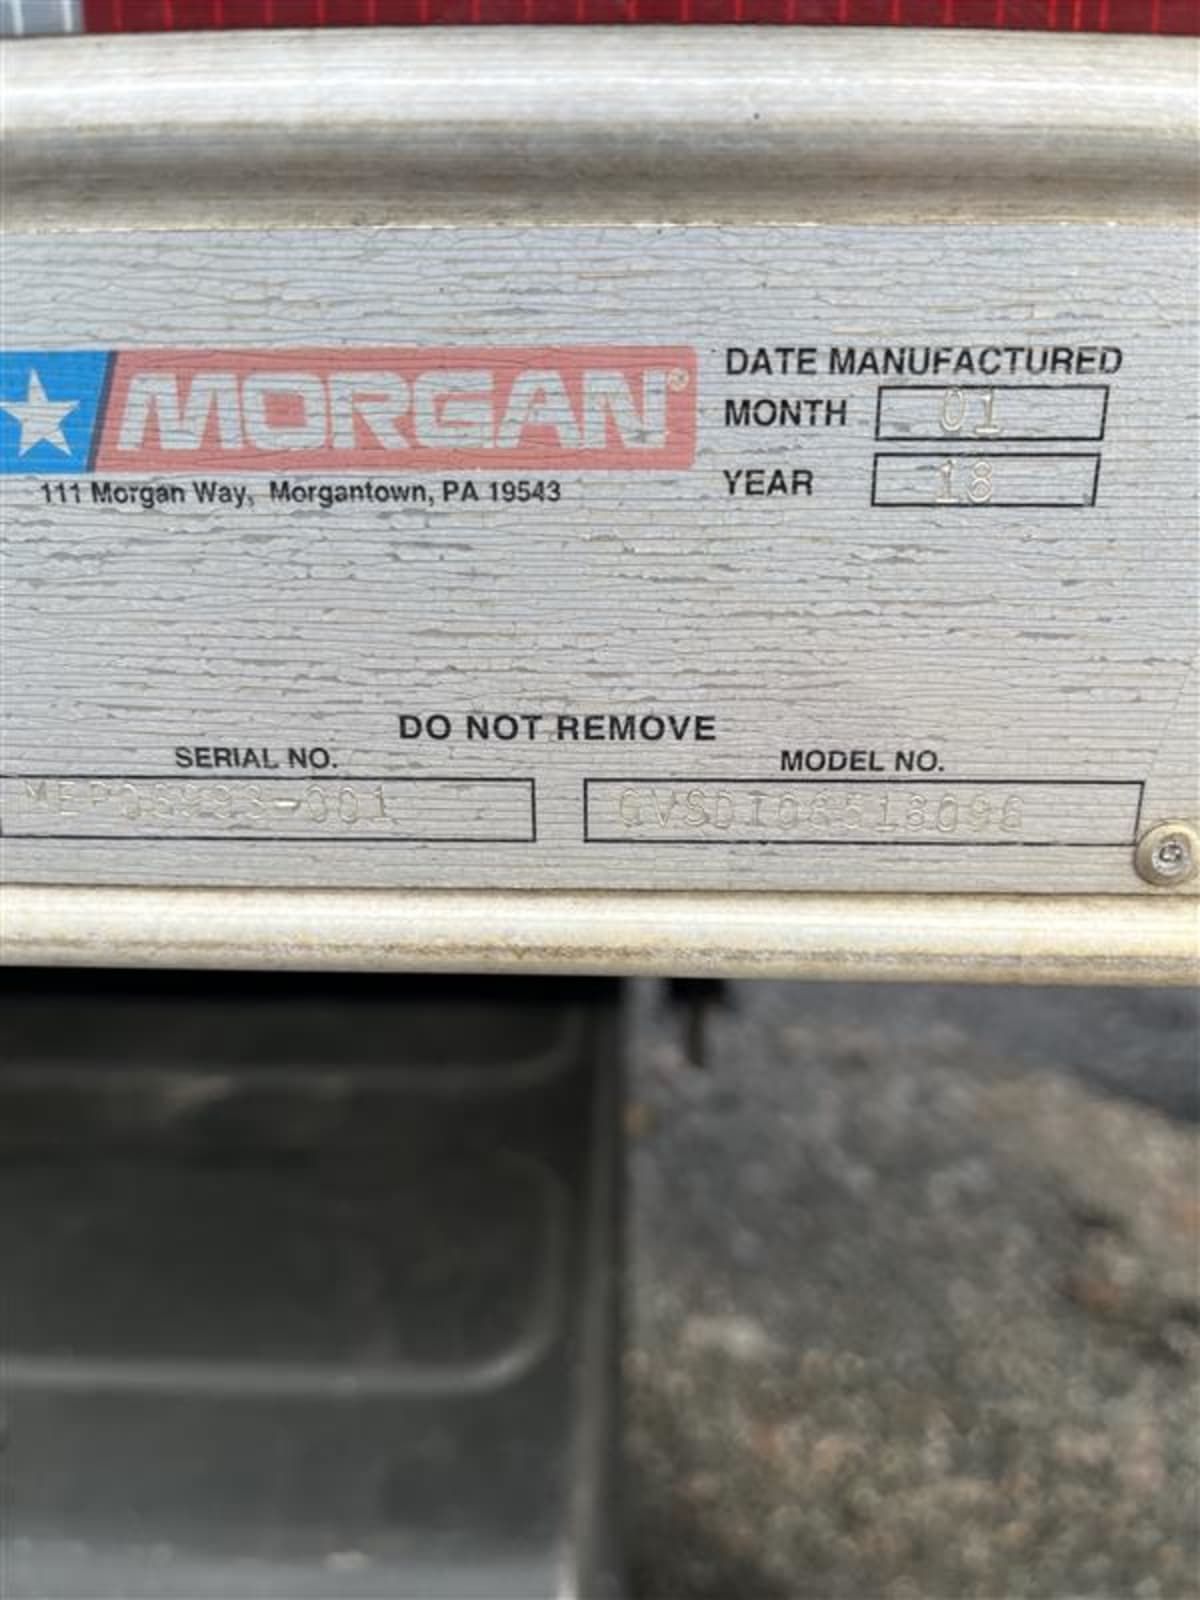 MORGAN®
111 Morgan Way, Morgantown, PA 19543
DATE MANUFACTURED
MONTH 01
YEAR 18
DO NOT REMOVE
SERIAL NO.
MODEL NO.
GVSDI06516096